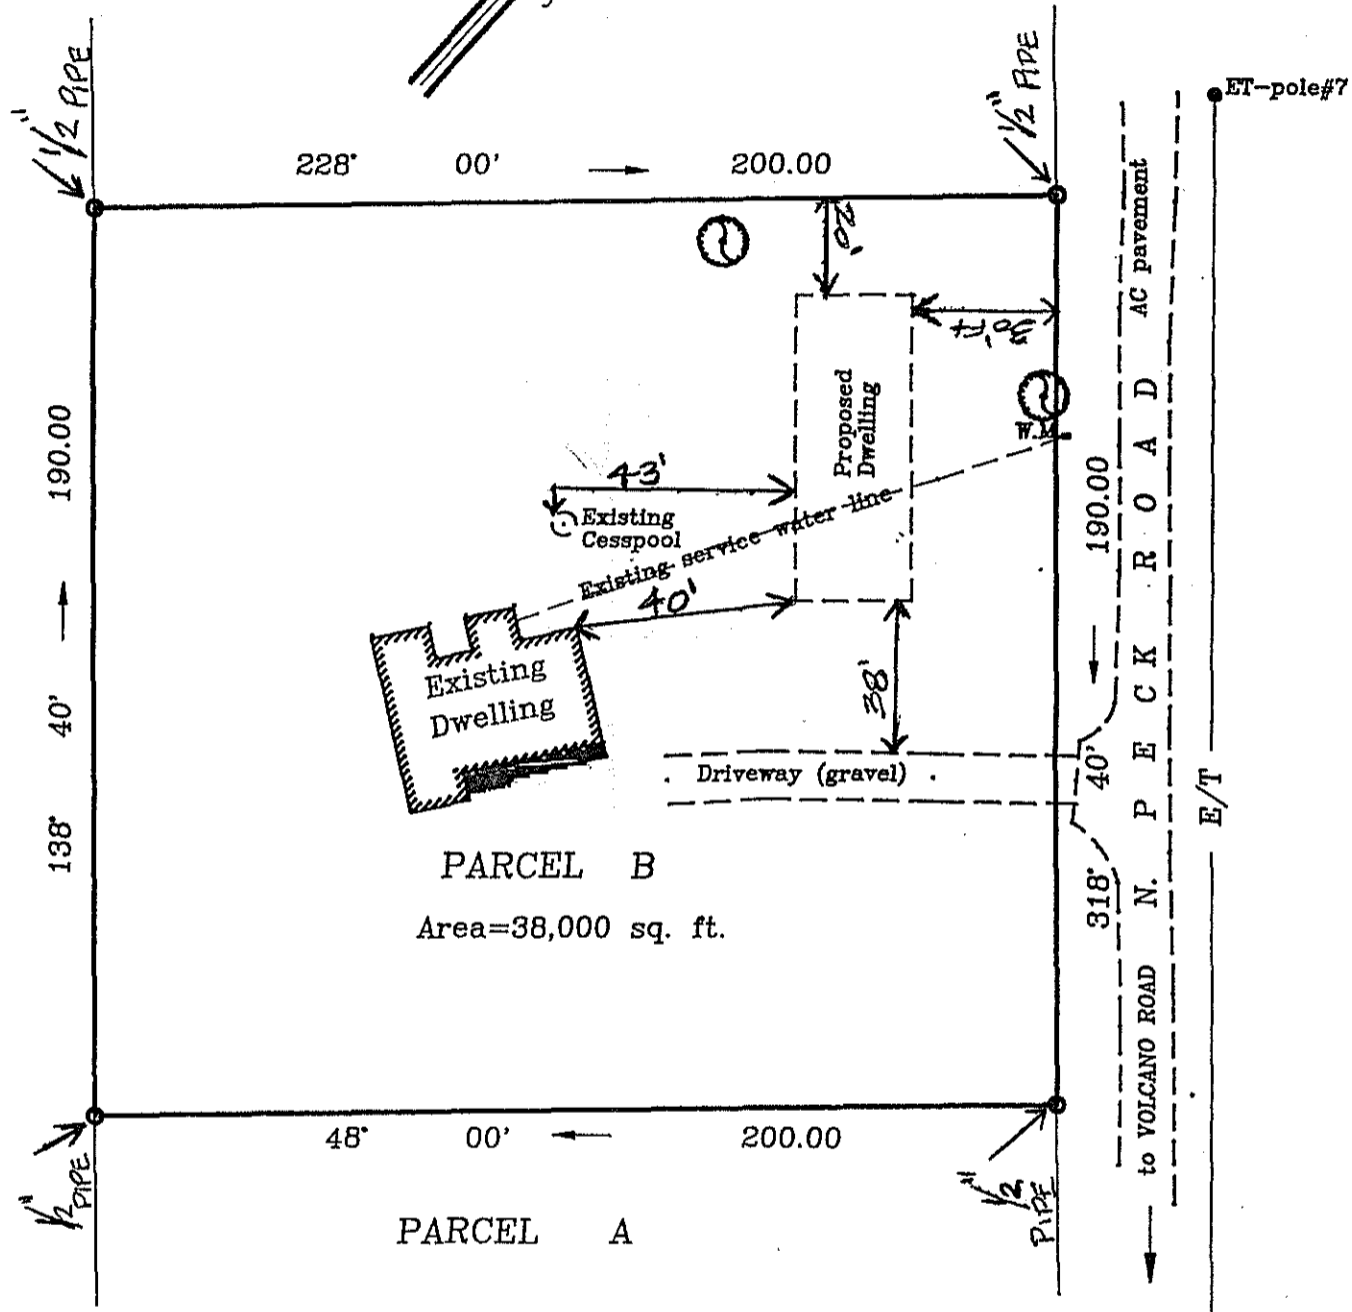 1/2" PIPE
1/2" PIPE
ET-pole#7
228° 00' 200.00
20'
30'Ft
AC pavement
Proposed
Dwelling
W.M.
190.00
138° 40'
43'
Existing
Cesspool
Existing service water line
40'
38'
Existing
Dwelling
Driveway (gravel)
190.00
318° 40'
N. PECK ROAD
E/T
PARCEL B
Area=38,000 sq. ft.
to VOLCANO ROAD
48° 00' 200.00
1/2" PIPE
1/2" PIPE
PARCEL A